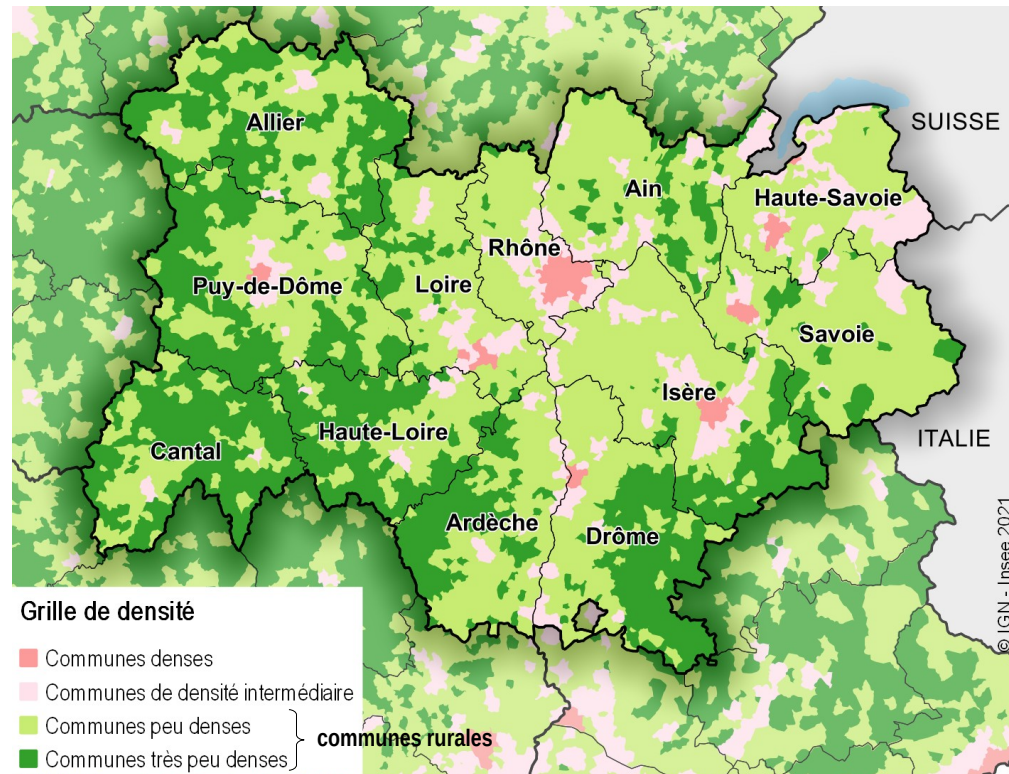 SUISSE
Allier
Ain
Haute-Savoie
Rhône
Puy-de-Dôme
Loire
Savoie
Isère
Haute-Loire
ITALIE
Cantal
Ardèche
Drôme
© IGN - Insee 2021
Grille de densité
Communes denses
Communes de densité intermédiaire
Communes peu denses
communes rurales
Communes très peu denses